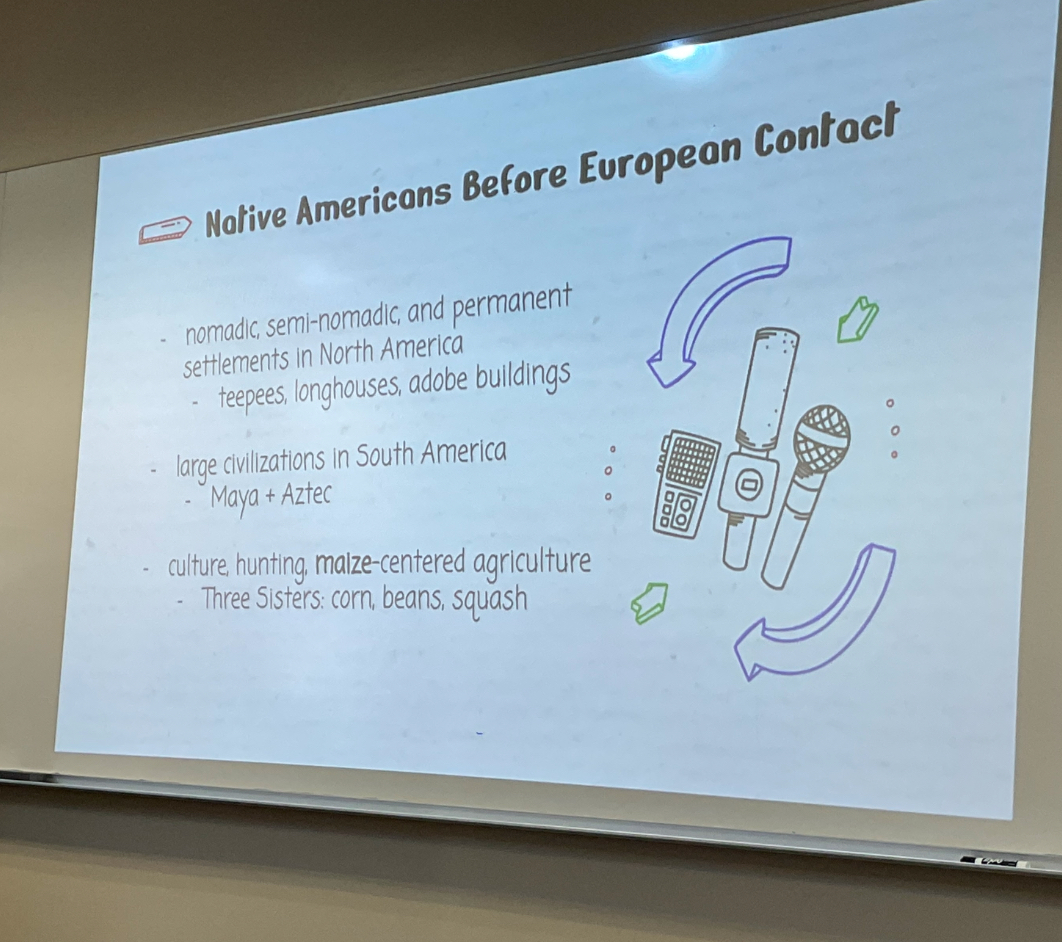 Native Americans Before European Contact
- nomadic, semi-nomadic, and permanent
settlements in North America
- teepees, longhouses, adobe buildings
- large civilizations in South America
- Maya + Aztec
- culture, hunting, maize-centered agriculture
- Three Sisters: corn, beans, squash